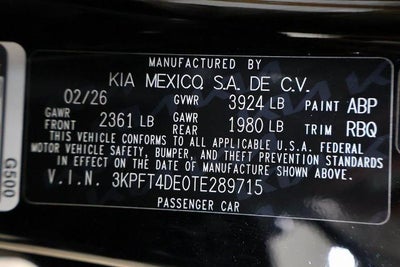 MANUFACTURED BY
KIA MEXICO, S.A. DE C.V.
02/26 GVWR 3924 LB PAINT ABP
GAWR FRONT 2361 LB GAWR REAR 1980 LB TRIM RBQ
THIS VEHICLE CONFORMS TO ALL APPLICABLE U.S.A. FEDERAL
MOTOR VEHICLE SAFETY, BUMPER, AND THEFT PREVENTION STANDARDS
IN EFFECT ON THE DATE OF MANUFACTURE SHOWN ABOVE.
V.I.N. 3KPFT4DE0TE289715
PASSENGER CAR
G500